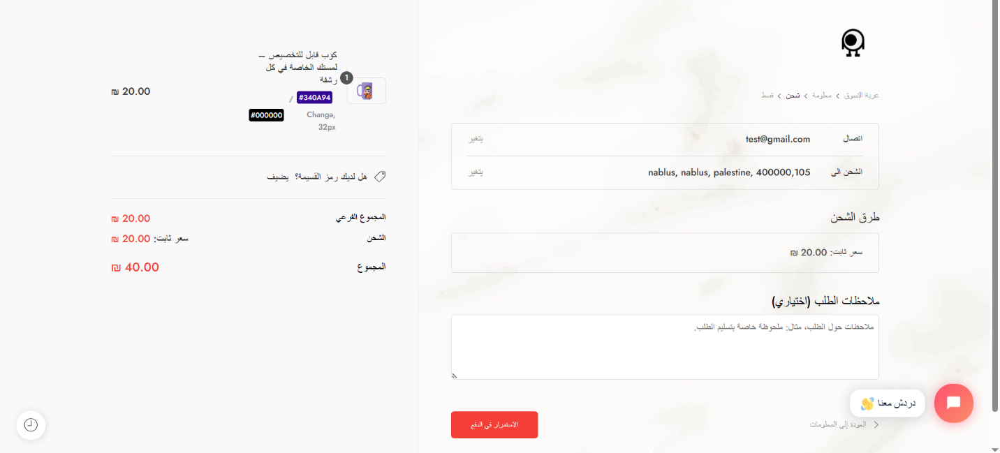 عربة التسوق > معلومة > شحن > قسط
اتصال test@gmail.com يتغير
الشحن الى nablus, nablus, palestine, 400000,105 يتغير
طرق الشحن
سعر ثابت: 20.00 ₪
ملاحظات الطلب (اختياري)
ملاحظات حول الطلب، مثال: ملحوظة خاصة بتسليم الطلب.
العودة إلى المعلومات
الاستمرار في الدفع
دردش معنا 👋
1
كوب قابل للتخصيص –
لمستك الخاصة في كل
رشفة
#340A94 /
Changa, #000000
32px
20.00 ₪
هل لديك رمز القسيمة؟ يضيف
المجموع الفرعي 20.00 ₪
الشحن سعر ثابت: 20.00 ₪
المجموع 40.00 ₪